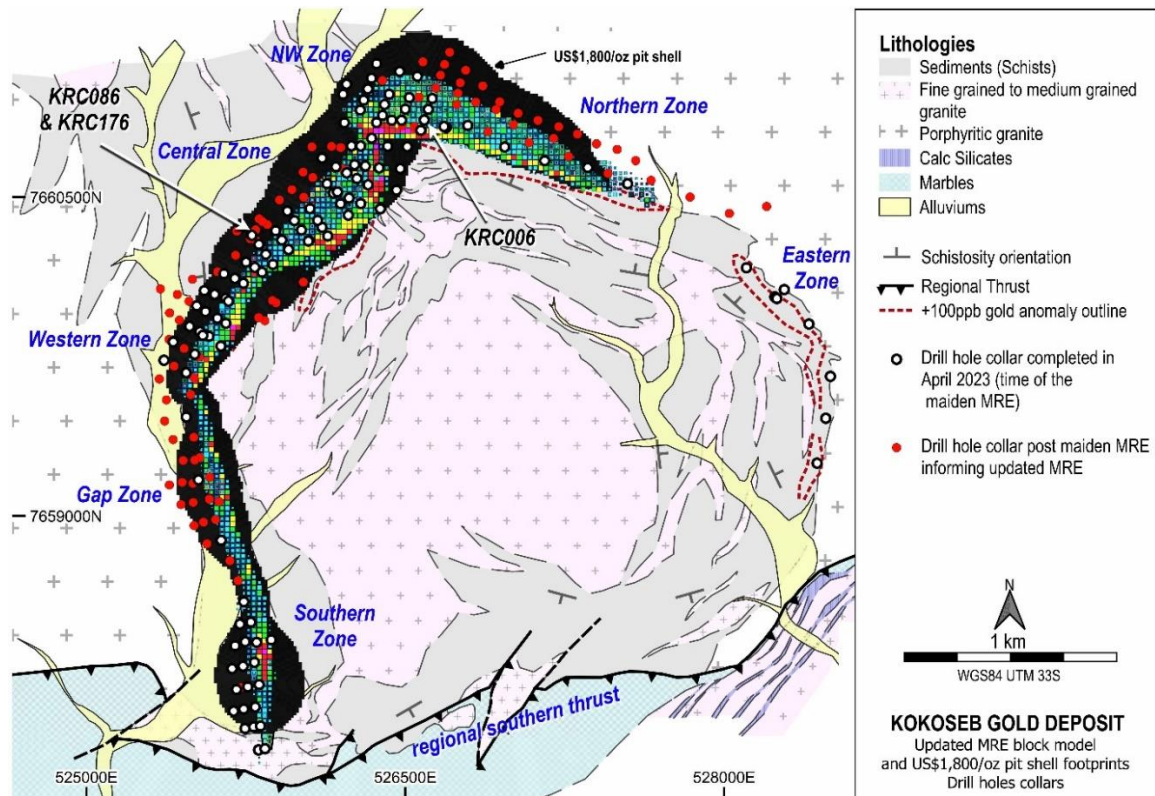 NW Zone
US$1,800/oz pit shell
KRC086
& KRC176
Northern Zone
Central Zone
7660500N
KRC006
Eastern
Zone
Western Zone
Gap Zone
7659000N
Southern
Zone
regional southern thrust
525000E
526500E
528000E
Lithologies
Sediments (Schists)
Fine grained to medium grained
granite
Porphyritic granite
Calc Silicates
Marbles
Alluviums
Schistosity orientation
Regional Thrust
+100ppb gold anomaly outline
Drill hole collar completed in
April 2023 (time of the
maiden MRE)
Drill hole collar post maiden MRE
informing updated MRE
N
1 km
WGS84 UTM 33S
KOKOSEB GOLD DEPOSIT
Updated MRE block model
and US$1,800/oz pit shell footprints
Drill holes collars